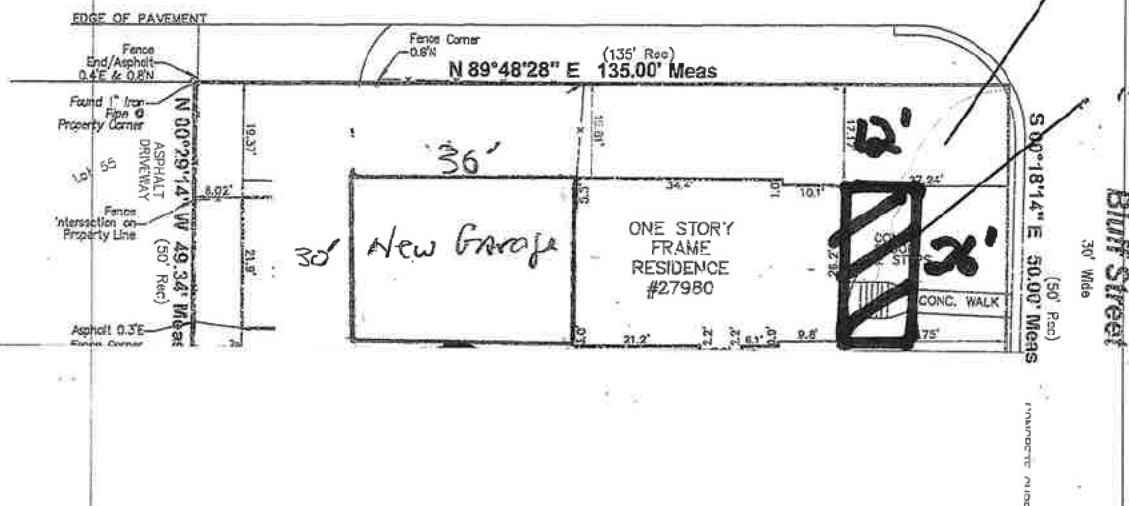 EDGE OF PAVEMENT
Fence
End/Asphalt
0.4'E & 0.8'N
Fence Corner
0.8'N
(135' Rec)
N 89°48'28" E 135.00' Meas
Found 1" Iron
Pipe @
Property Corner
N 00°29'14" W 49.34' Meas
(50' Rec)
ASPHALT
DRIVEWAY
Lot 55
Fence
Intersection on
Property Line
Asphalt 0.3'E
Fence Corner
19.37'
8.02'
21.9'
36'
30'
New Garage
5.3'
34.2'
1.0'
10.1'
17.17'
12'
27.24'
ONE STORY
FRAME
RESIDENCE
#27980
26.2'
CONC. WALK
21.2'
2.2'
2.2'
6.1'
9.8'
S 00°18'14" E 50.00' Meas
(50' Rec)
30' Wide
Bluff Street